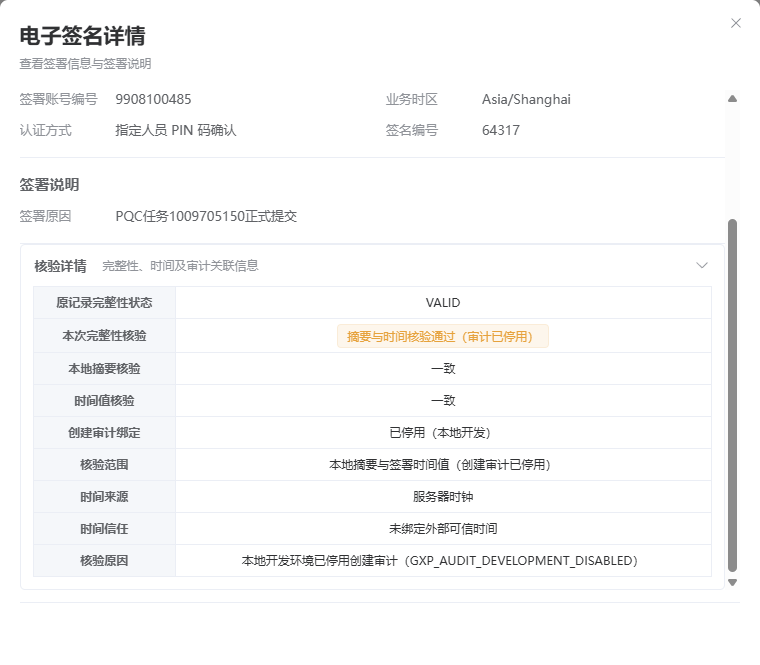 电子签名详情
查看签署信息与签署说明
签署账号编号 9908100485 业务时区 Asia/Shanghai
认证方式 指定人员 PIN 码确认 签名编号 64317
签署说明
签署原因 PQC任务1009705150正式提交
核验详情 完整性、时间及审计关联信息
原记录完整性状态 VALID
本次完整性核验 摘要与时间核验通过（审计已停用）
本地摘要核验 一致
时间值核验 一致
创建审计绑定 已停用（本地开发）
核验范围 本地摘要与签署时间值（创建审计已停用）
时间来源 服务器时钟
时间信任 未绑定外部可信时间
核验原因 本地开发环境已停用创建审计（GXP_AUDIT_DEVELOPMENT_DISABLED）